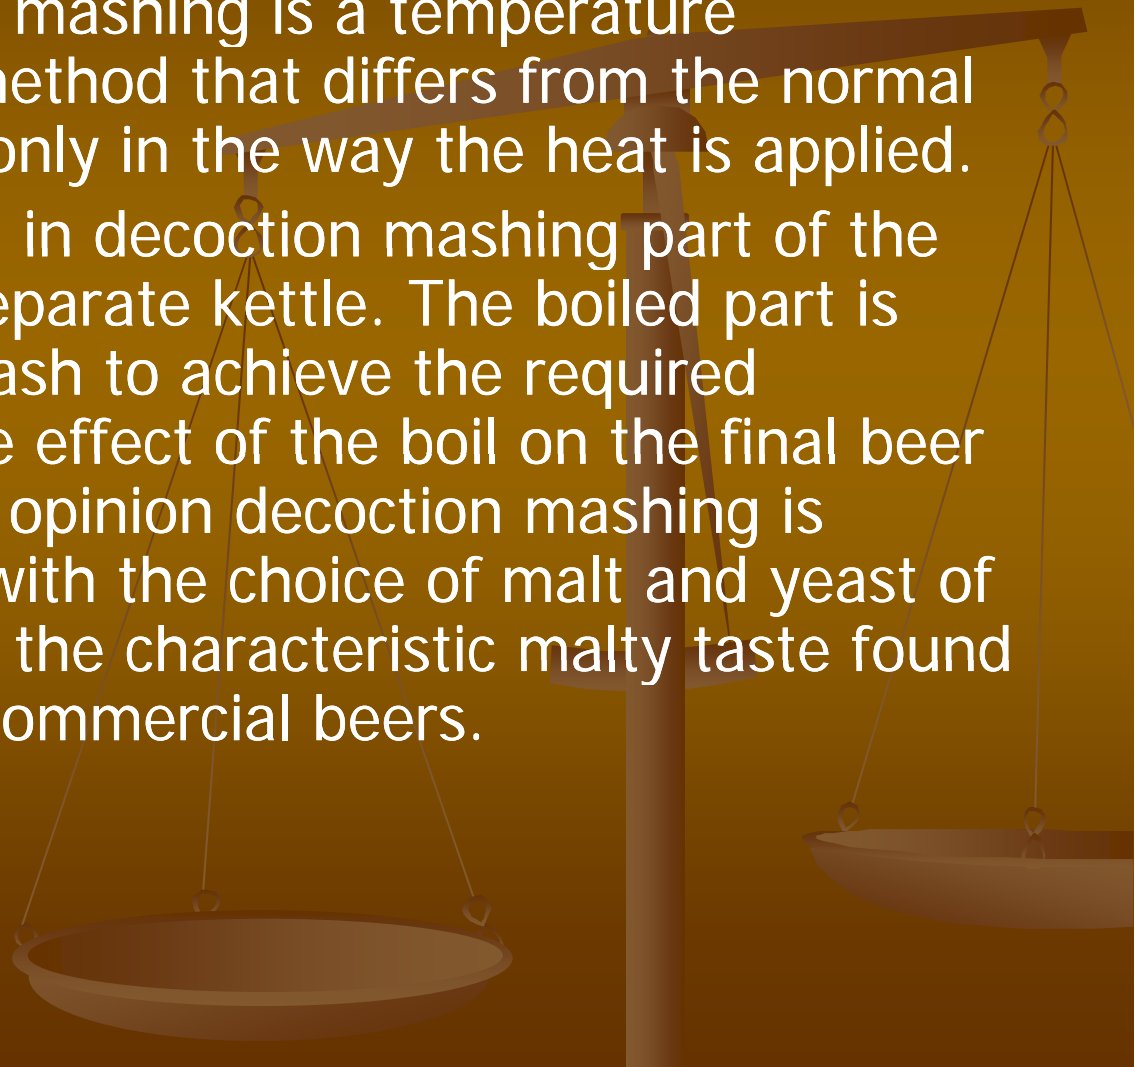 mashing is a temperature
ethod that differs from the normal
only in the way the heat is applied.
in decoction mashing part of the
eparate kettle. The boiled part is
ash to achieve the required
e effect of the boil on the final beer
opinion decoction mashing is
with the choice of malt and yeast of
the characteristic malty taste found
ommercial beers.